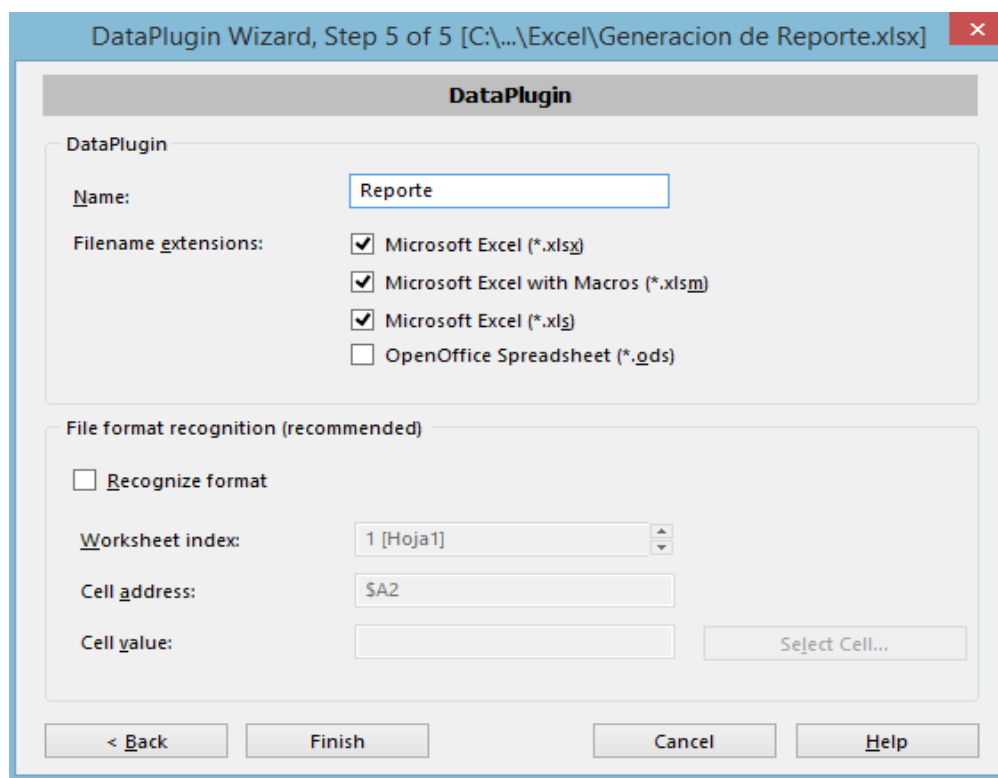 DataPlugin Wizard, Step 5 of 5 [C:\...\Excel\Generacion de Reporte.xlsx]
DataPlugin
DataPlugin
Name: Reporte
Filename extensions: Microsoft Excel (*.xlsx)
Microsoft Excel with Macros (*.xlsm)
Microsoft Excel (*.xls)
OpenOffice Spreadsheet (*.ods)
File format recognition (recommended)
Recognize format
Worksheet index: 1 [Hoja1]
Cell address: $A2
Cell value: Select Cell...
< Back Finish Cancel Help